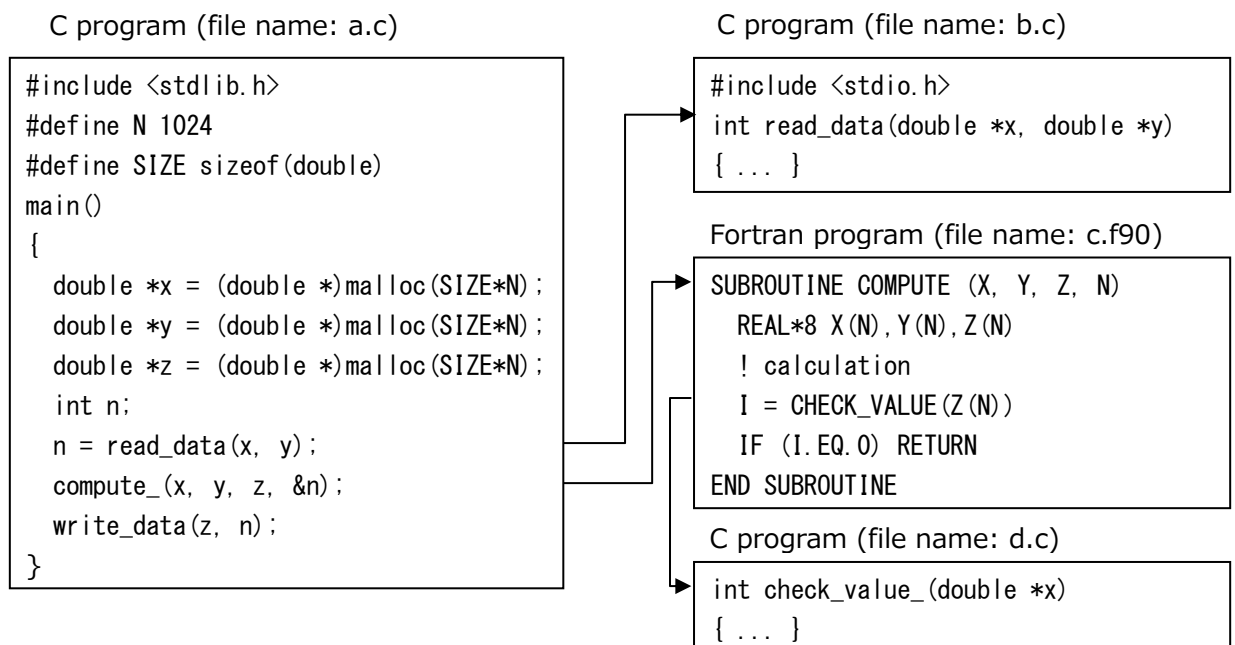 C program (file name: a.c)
#include <stdlib.h>
#define N 1024
#define SIZE sizeof(double)
main()
{
double *x = (double *)malloc(SIZE*N);
double *y = (double *)malloc(SIZE*N);
double *z = (double *)malloc(SIZE*N);
int n;
n = read_data(x, y);
compute_(x, y, z, &n);
write_data(z, n);
}
C program (file name: b.c)
#include <stdio.h>
int read_data(double *x, double *y)
{ ... }
Fortran program (file name: c.f90)
SUBROUTINE COMPUTE (X, Y, Z, N)
REAL*8 X(N),Y(N),Z(N)
! calculation
I = CHECK_VALUE(Z(N))
IF (I.EQ.0) RETURN
END SUBROUTINE
C program (file name: d.c)
int check_value_(double *x)
{ ... }